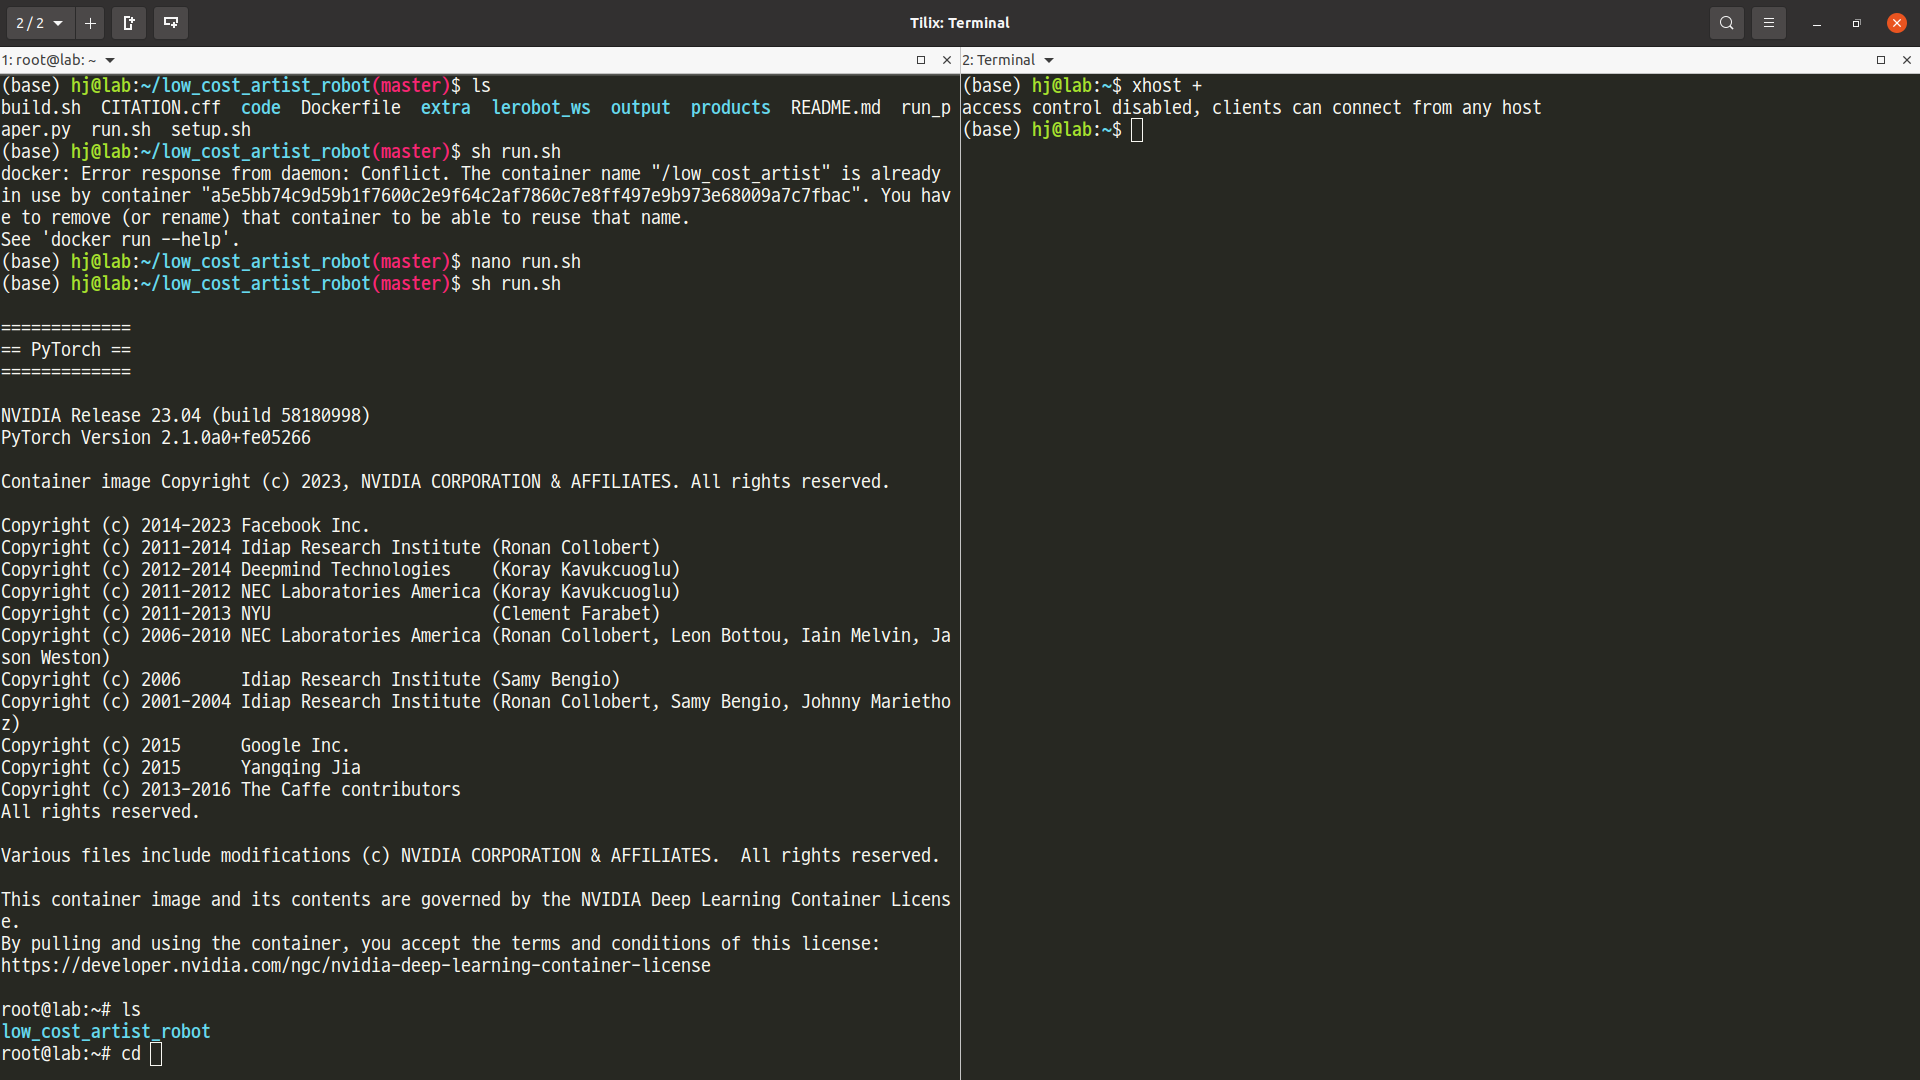 2 / 2
Tilix: Terminal
1: root@lab: ~
(base) hj@lab:~/low_cost_artist_robot(master)$ ls
build.sh  CITATION.cff  code  Dockerfile  extra  lerobot_ws  output  products  README.md  run_p
aper.py  run.sh  setup.sh
(base) hj@lab:~/low_cost_artist_robot(master)$ sh run.sh
docker: Error response from daemon: Conflict. The container name "/low_cost_artist" is already
in use by container "a5e5bb74c9d59b1f7600c2e9f64c2af7860c7e8ff497e9b973e68009a7c7fbac". You hav
e to remove (or rename) that container to be able to reuse that name.
See 'docker run --help'.
(base) hj@lab:~/low_cost_artist_robot(master)$ nano run.sh
(base) hj@lab:~/low_cost_artist_robot(master)$ sh run.sh
=============
== PyTorch ==
=============
NVIDIA Release 23.04 (build 58180998)
PyTorch Version 2.1.0a0+fe05266
Container image Copyright (c) 2023, NVIDIA CORPORATION & AFFILIATES. All rights reserved.
Copyright (c) 2014-2023 Facebook Inc.
Copyright (c) 2011-2014 Idiap Research Institute (Ronan Collobert)
Copyright (c) 2012-2014 Deepmind Technologies    (Koray Kavukcuoglu)
Copyright (c) 2011-2012 NEC Laboratories America (Koray Kavukcuoglu)
Copyright (c) 2011-2013 NYU                      (Clement Farabet)
Copyright (c) 2006-2010 NEC Laboratories America (Ronan Collobert, Leon Bottou, Iain Melvin, Ja
son Weston)
Copyright (c) 2006      Idiap Research Institute (Samy Bengio)
Copyright (c) 2001-2004 Idiap Research Institute (Ronan Collobert, Samy Bengio, Johnny Marietho
z)
Copyright (c) 2015      Google Inc.
Copyright (c) 2015      Yangqing Jia
Copyright (c) 2013-2016 The Caffe contributors
All rights reserved.
Various files include modifications (c) NVIDIA CORPORATION & AFFILIATES.  All rights reserved.
This container image and its contents are governed by the NVIDIA Deep Learning Container Licens
e.
By pulling and using the container, you accept the terms and conditions of this license:
https://developer.nvidia.com/ngc/nvidia-deep-learning-container-license
root@lab:~# ls
low_cost_artist_robot
root@lab:~# cd
2: Terminal
(base) hj@lab:~$ xhost +
access control disabled, clients can connect from any host
(base) hj@lab:~$